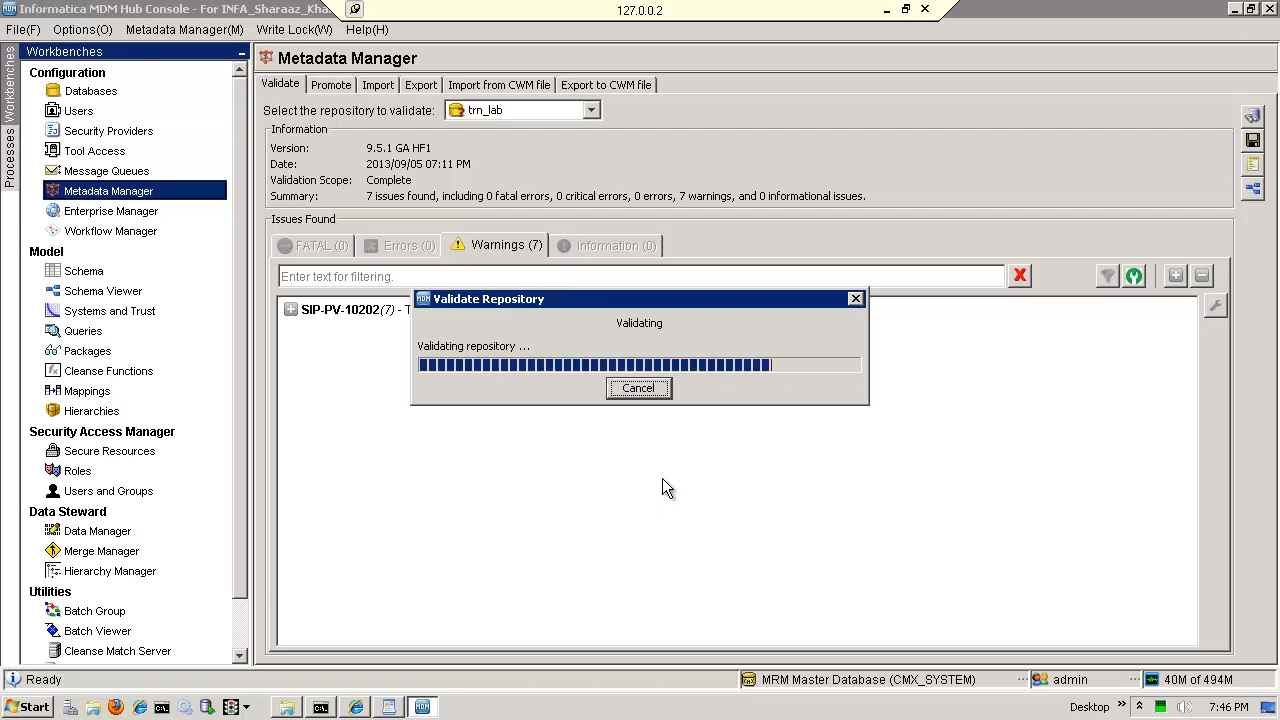 Informatica MDM Hub Console - For INFA_Sharaaz_Kha
127.0.0.2
File(F) Options(O) Metadata Manager(M) Write Lock(W) Help(H)
Workbenches
Processes
Workbenches
Configuration
Databases
Users
Security Providers
Tool Access
Message Queues
Metadata Manager
Enterprise Manager
Workflow Manager
Model
Schema
Schema Viewer
Systems and Trust
Queries
Packages
Cleanse Functions
Mappings
Hierarchies
Security Access Manager
Secure Resources
Roles
Users and Groups
Data Steward
Data Manager
Merge Manager
Hierarchy Manager
Utilities
Batch Group
Batch Viewer
Cleanse Match Server
Metadata Manager
Validate Promote Import Export Import from CWM file Export to CWM file
Select the repository to validate: trn_lab
Information
Version: 9.5.1 GA HF1
Date: 2013/09/05 07:11 PM
Validation Scope: Complete
Summary: 7 issues found, including 0 fatal errors, 0 critical errors, 0 errors, 7 warnings, and 0 informational issues.
Issues Found
FATAL (0) Errors (0) Warnings (7) Information (0)
Enter text for filtering.
SIP-PV-10202(7) - T
MDM Validate Repository
Validating
Validating repository ...
Cancel
Ready MRM Master Database (CMX_SYSTEM) admin 40M of 494M
Start Desktop 7:46 PM